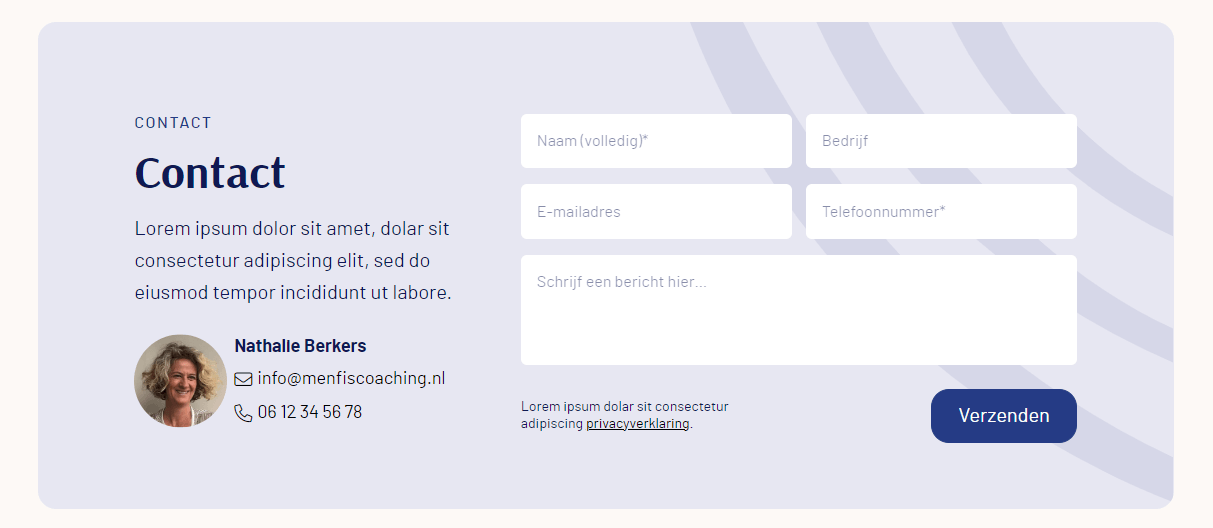 CONTACT
Contact
Lorem ipsum dolor sit amet, dolar sit
consectetur adipiscing elit, sed do
eiusmod tempor incididunt ut labore.
Nathalie Berkers
info@menfiscoaching.nl
06 12 34 56 78
Naam (volledig)*
Bedrijf
E-mailadres
Telefoonnummer*
Schrijf een bericht hier...
Lorem ipsum dolar sit consectetur
adipiscing privacyverklaring.
Verzenden